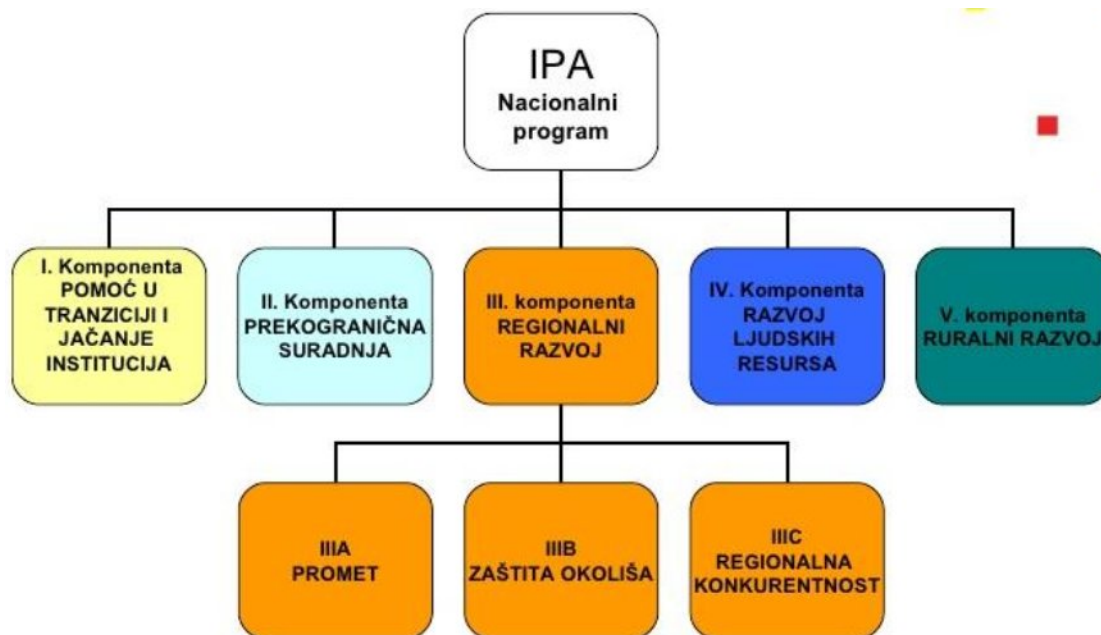 IPA
Nacionalni
program
I. Komponenta
POMOĆ U
TRANZICIJI I
JAČANJE
INSTITUCIJA
II. Komponenta
PREKOGRANIČNA
SURADNJA
III. komponenta
REGIONALNI
RAZVOJ
IV. Komponenta
RAZVOJ
LJUDSKIH
RESURSA
V. komponenta
RURALNI RAZVOJ
IIIA
PROMET
IIIB
ZAŠTITA OKOLIŠA
IIIC
REGIONALNA
KONKURENTNOST